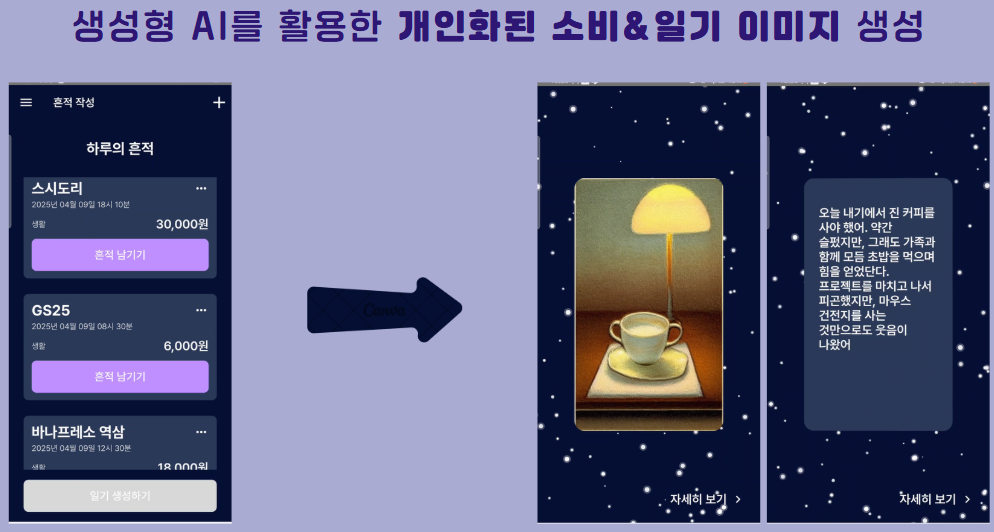 생성형 AI를 활용한 개인화된 소비&일기 이미지 생성
흔적 작성
하루의 흔적
스시도리
2025년 04월 09일 18시 10분
생활
30,000원
흔적 남기기
GS25
2025년 04월 09일 08시 30분
생활
6,000원
흔적 남기기
바나프레소 역삼
2025년 04월 09일 12시 30분
생활
18,000원
일기 생성하기
Canva
자세히 보기
오늘 내기에서 진 커피를
사야 했어. 약간
슬펐지만, 그래도 가족과
함께 모둠 초밥을 먹으며
힘을 얻었단다.
프로젝트를 마치고 나서
피곤했지만, 마우스
건전지를 사는
것만으로도 웃음이
나왔어
자세히 보기